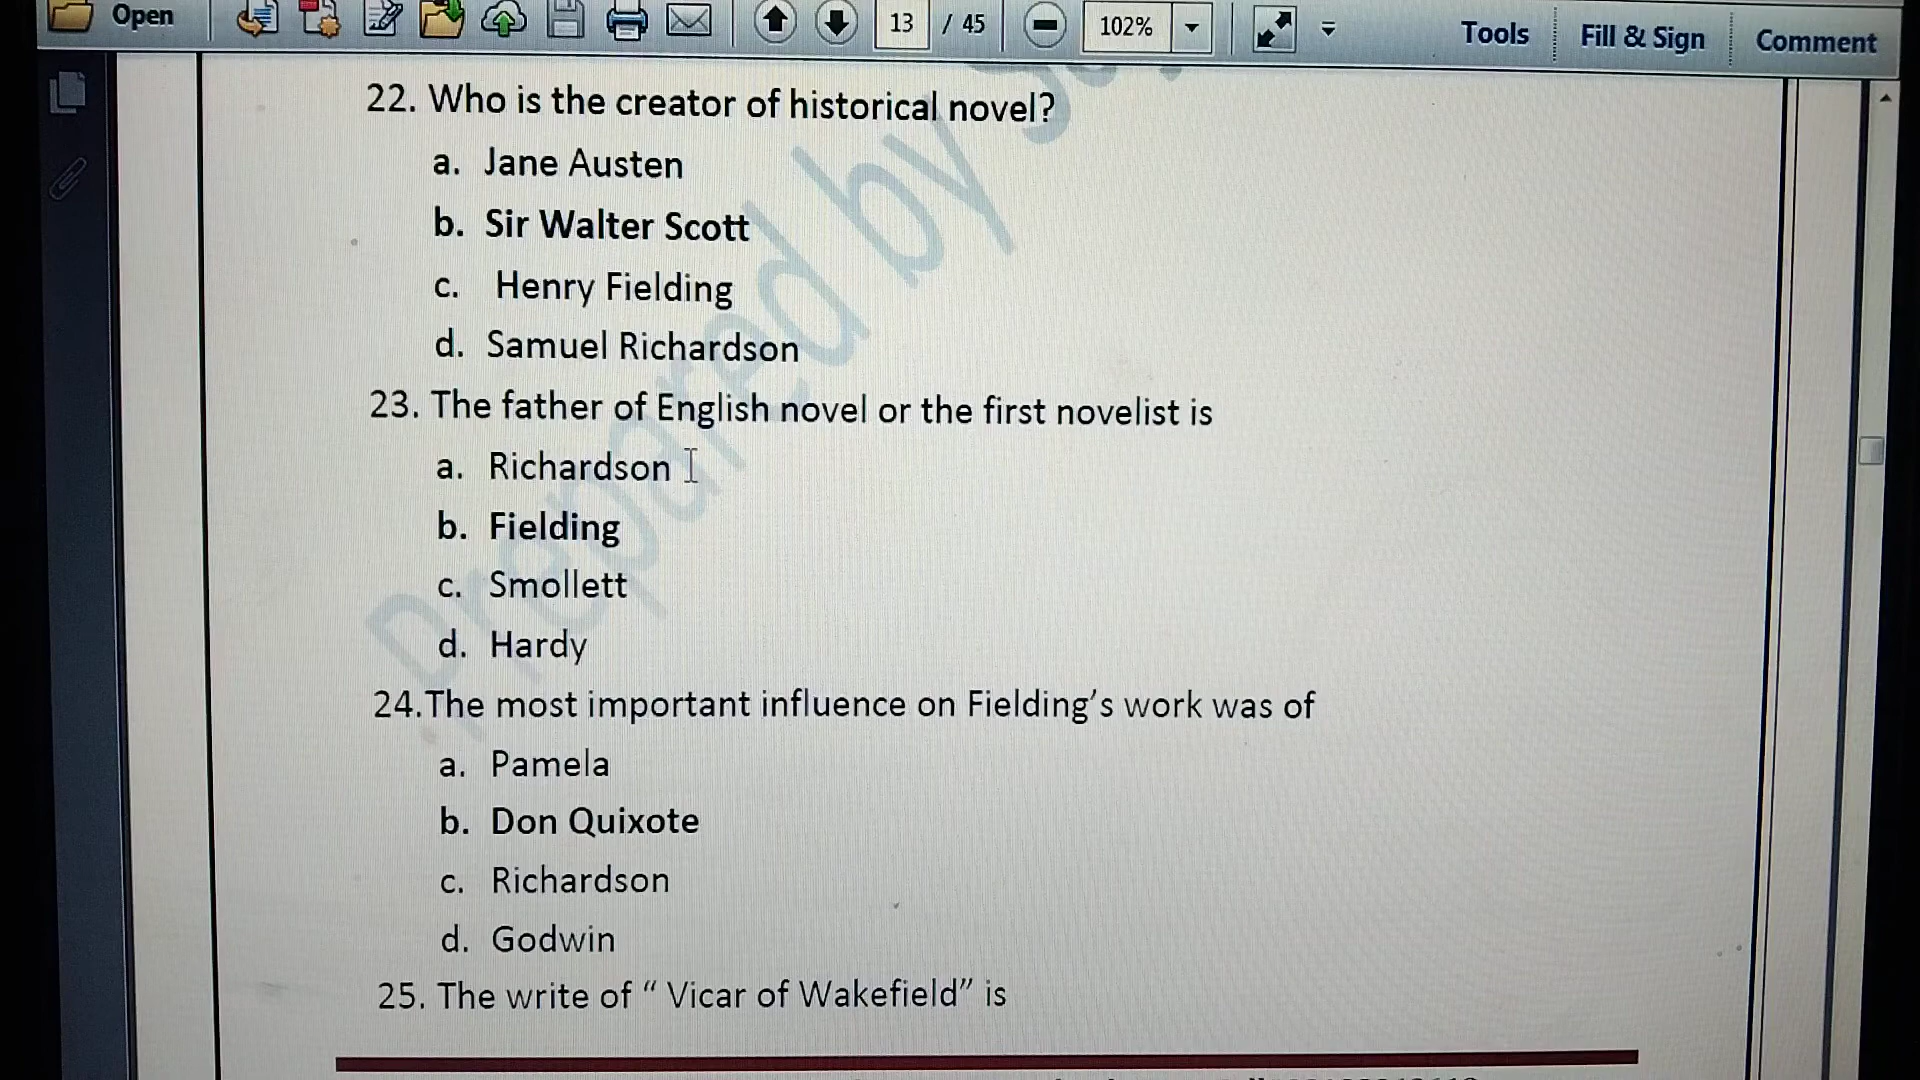 Open
13 / 45
102%
Tools
Fill & Sign
Comment
22. Who is the creator of historical novel?
a. Jane Austen
b. Sir Walter Scott
c. Henry Fielding
d. Samuel Richardson
23. The father of English novel or the first novelist is
a. Richardson
b. Fielding
c. Smollett
d. Hardy
24.The most important influence on Fielding's work was of
a. Pamela
b. Don Quixote
c. Richardson
d. Godwin
25. The write of “ Vicar of Wakefield” is
Prepared by